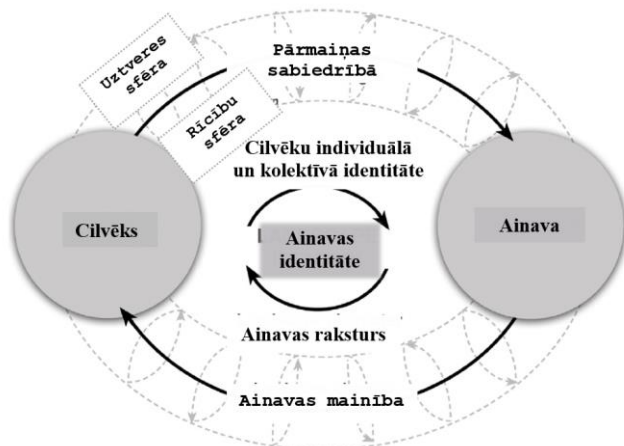 Uztveres
sfēra
Pārmaiņas
sabiedrībā
Rīcību
sfēra
Cilvēku individuālā
un kolektīvā identitāte
Cilvēks
Ainavas
identitāte
Ainava
Ainavas raksturs
Ainavas mainība